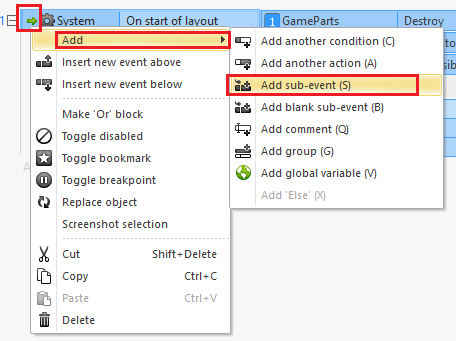 1 System On start of layout 1 GameParts Destroy
Add
Insert new event above
Insert new event below
Make 'Or' block
Toggle disabled
Toggle bookmark
Toggle breakpoint
Replace object
Screenshot selection
Cut Shift+Delete
Copy Ctrl+C
Paste Ctrl+V
Delete
Add another condition (C)
Add another action (A)
Add sub-event (S)
Add blank sub-event (B)
Add comment (Q)
Add group (G)
Add global variable (V)
Add 'Else' (X)